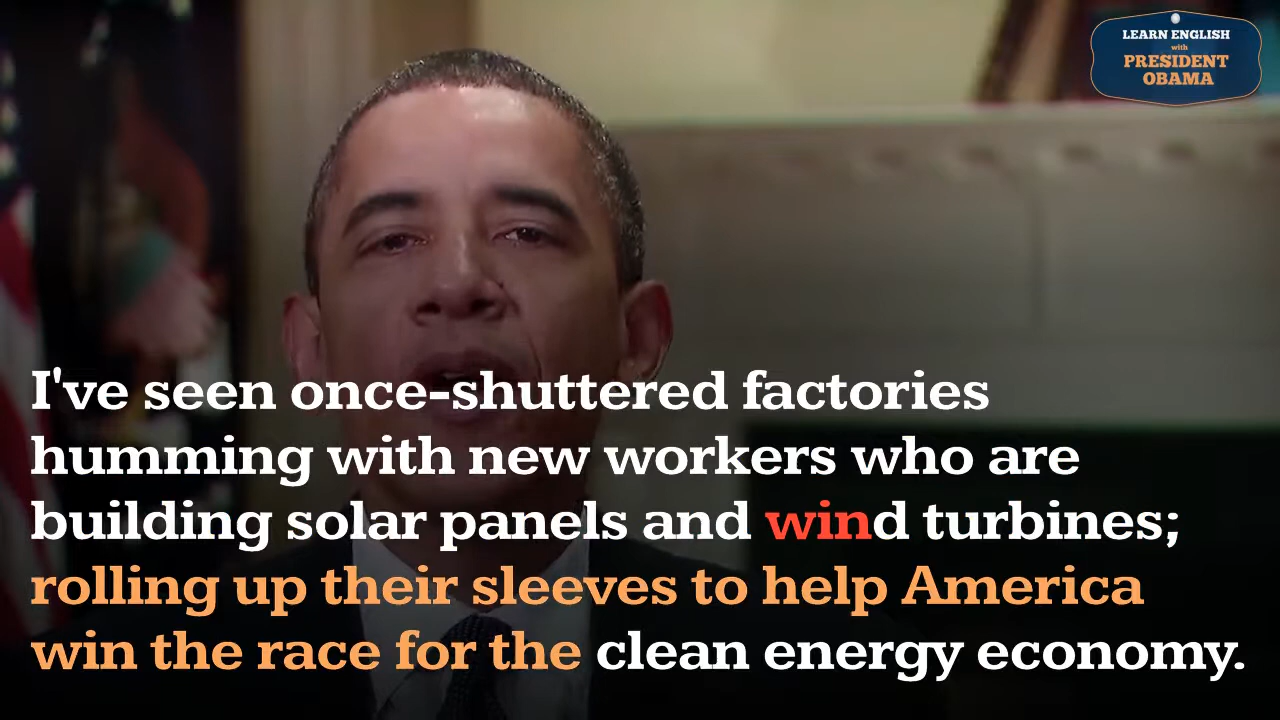 LEARN ENGLISH
with
PRESIDENT
OBAMA
I've seen once-shuttered factories
humming with new workers who are
building solar panels and wind turbines;
rolling up their sleeves to help America
win the race for the clean energy economy.